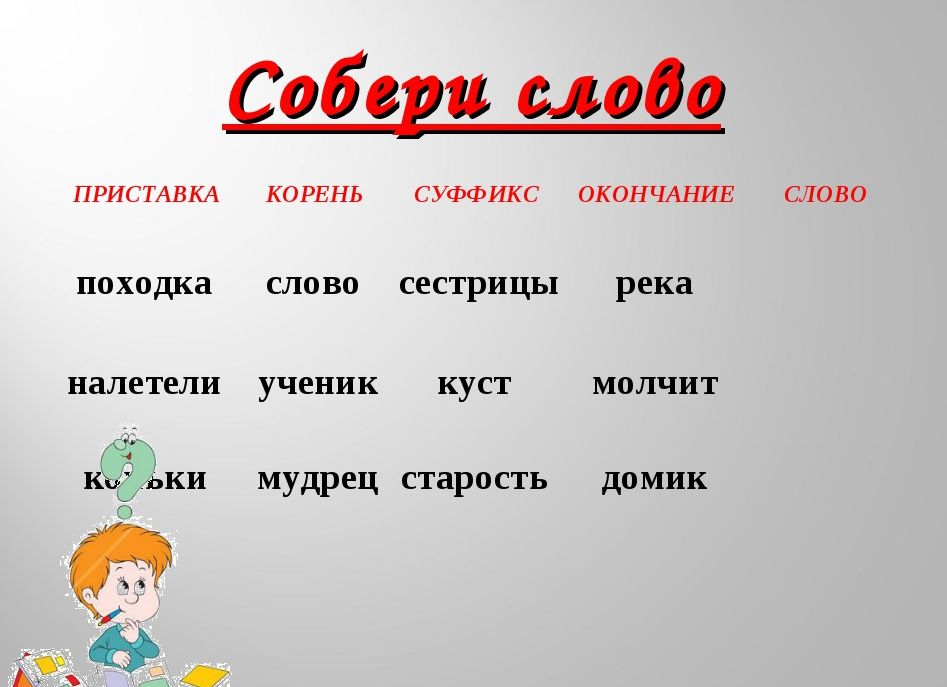 Собери слово
ПРИСТАВКА КОРЕНЬ СУФФИКС ОКОНЧАНИЕ СЛОВО
походка слово сестрицы река
налетели ученик куст молчит
мудрец старость домик